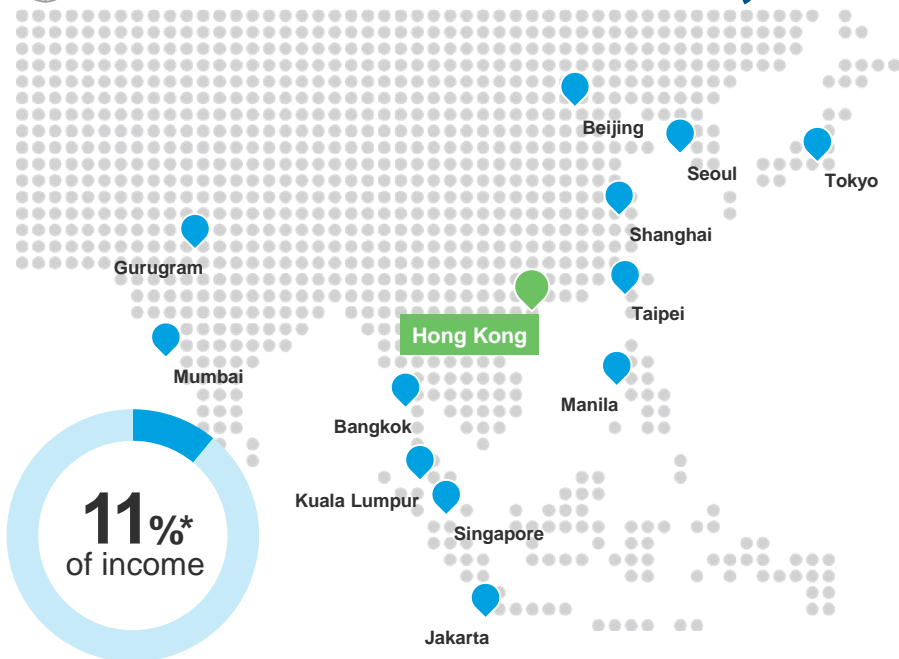 Beijing
Seoul
Tokyo
Shanghai
Gurugram
Taipei
Hong Kong
Mumbai
Manila
Bangkok
Kuala Lumpur
Singapore
11%*
of income
Jakarta